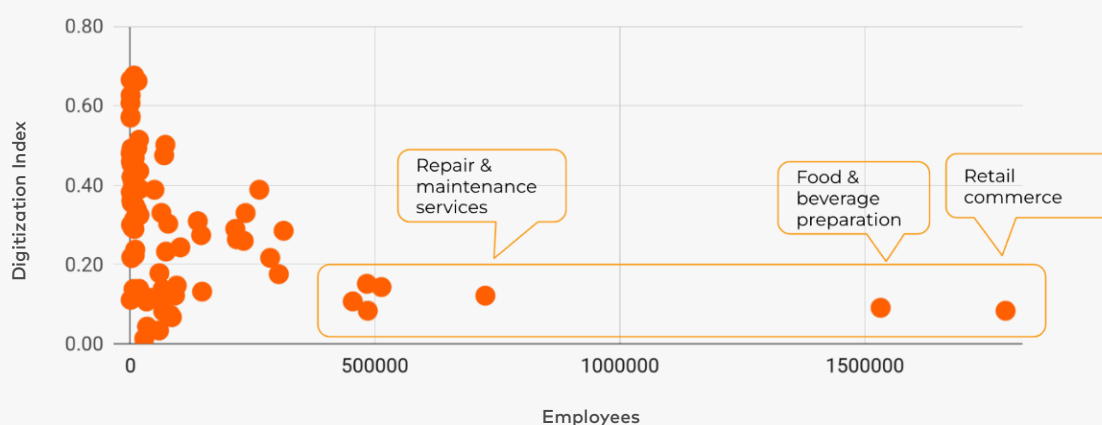 0.80
0.60
0.40
0.20
0.00
Digitization Index
Repair &
maintenance
services
Food &
beverage
preparation
Retail
commerce
0
500000
1000000
1500000
Employees